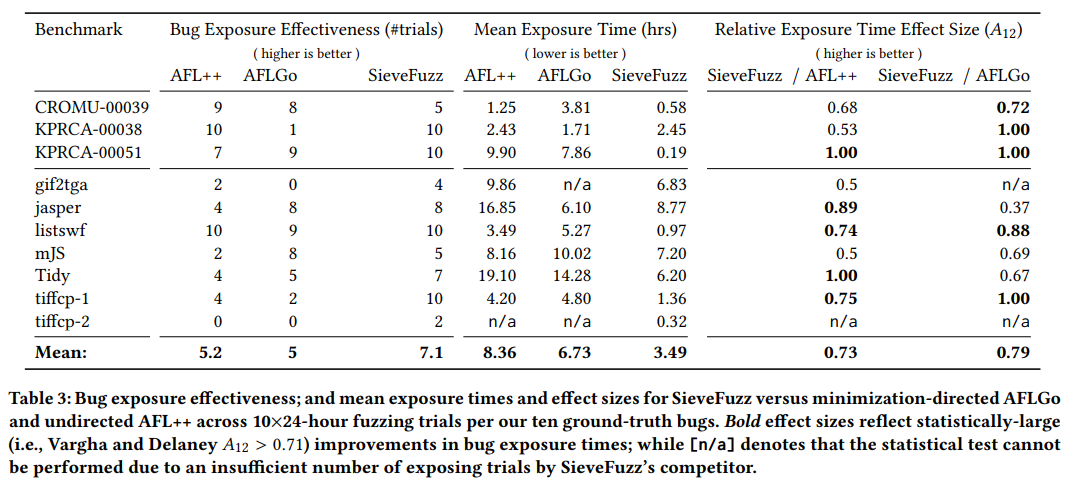 Benchmark Bug Exposure Effectiveness (#trials) Mean Exposure Time (hrs) Relative Exposure Time Effect Size (A12)
( higher is better ) ( lower is better ) ( higher is better )
AFL++ AFLGo SieveFuzz AFL++ AFLGo SieveFuzz SieveFuzz / AFL++ SieveFuzz / AFLGo
CROMU-00039 9 8 5 1.25 3.81 0.58 0.68 0.72
KPRCA-00038 10 1 10 2.43 1.71 2.45 0.53 1.00
KPRCA-00051 7 9 10 9.90 7.86 0.19 1.00 1.00
gif2tga 2 0 4 9.86 n/a 6.83 0.5 n/a
jasper 4 8 8 16.85 6.10 8.77 0.89 0.37
listswf 10 9 10 3.49 5.27 0.97 0.74 0.88
mJS 2 8 5 8.16 10.02 7.20 0.5 0.69
Tidy 4 5 7 19.10 14.28 6.20 1.00 0.67
tiffcp-1 4 2 10 4.20 4.80 1.36 0.75 1.00
tiffcp-2 0 0 2 n/a n/a 0.32 n/a n/a
Mean: 5.2 5 7.1 8.36 6.73 3.49 0.73 0.79
Table 3: Bug exposure effectiveness; and mean exposure times and effect sizes for SieveFuzz versus minimization-directed AFLGo
and undirected AFL++ across 10×24-hour fuzzing trials per our ten ground-truth bugs. Bold effect sizes reflect statistically-large
(i.e., Vargha and Delaney A12 > 0.71) improvements in bug exposure times; while [n/a] denotes that the statistical test cannot
be performed due to an insufficient number of exposing trials by SieveFuzz's competitor.